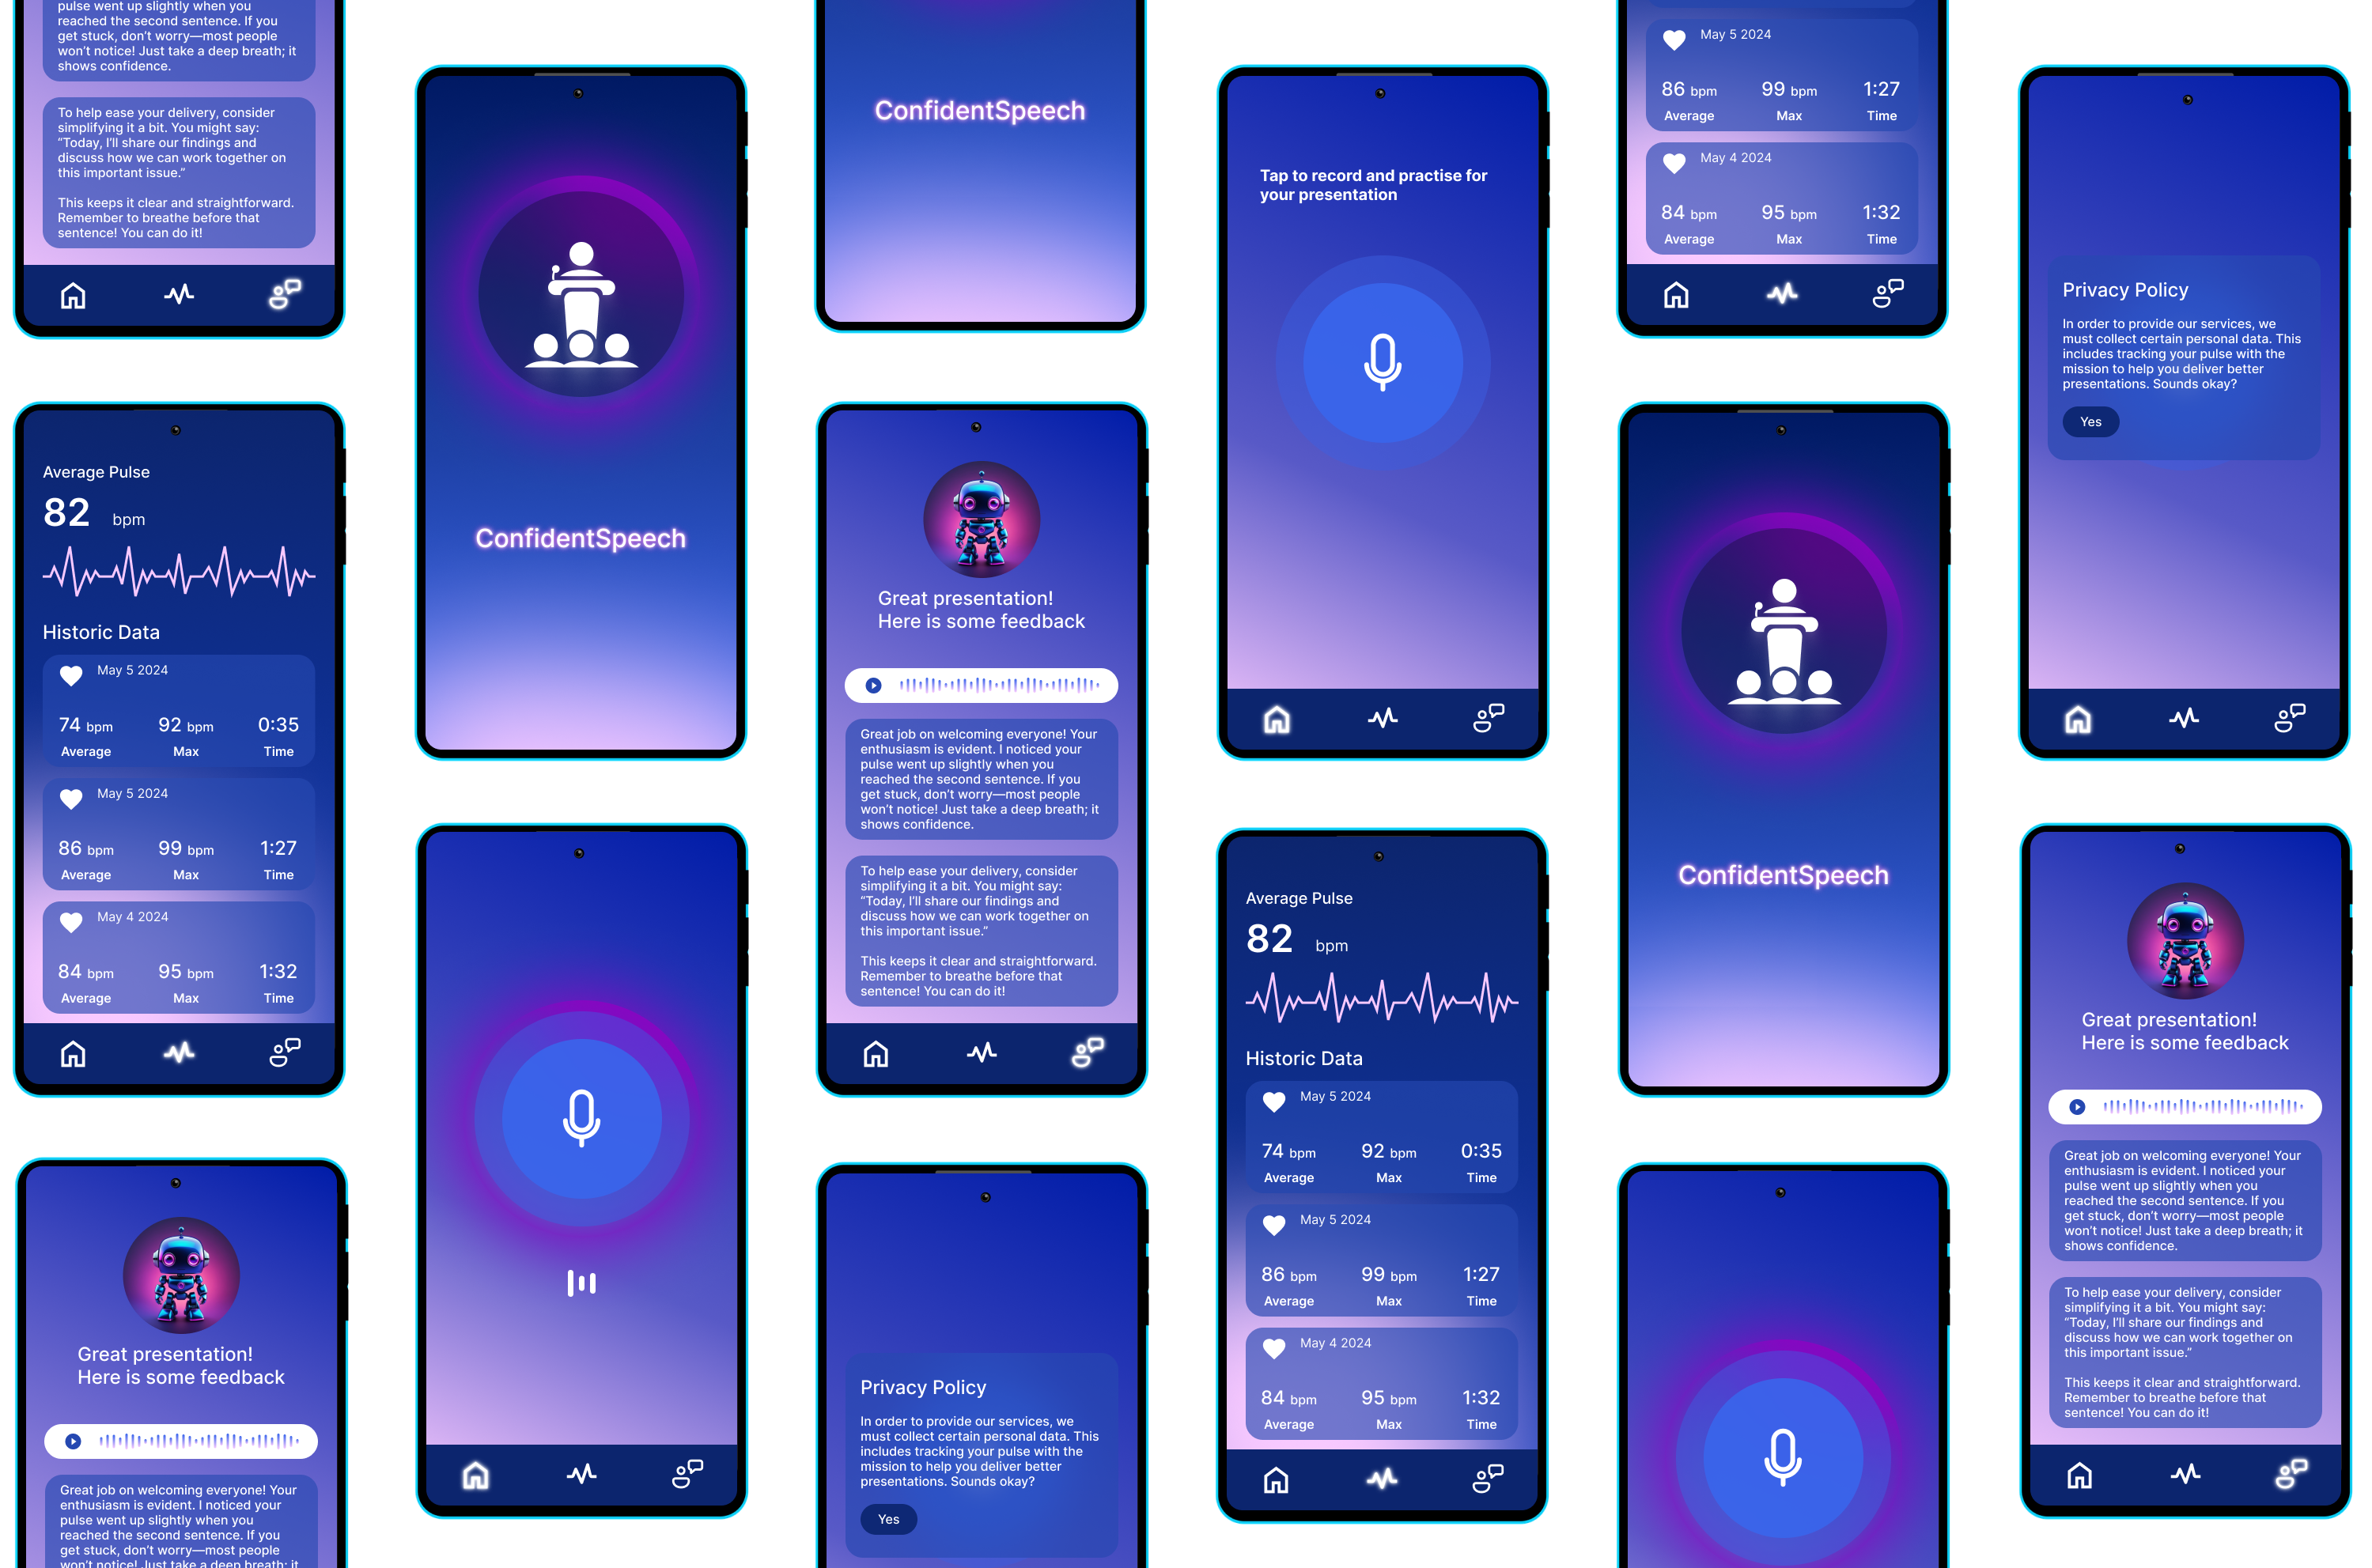 pulse went up slightly when you
reached the second sentence. If you
get stuck, don't worry—most people
won't notice! Just take a deep breath; it
shows confidence.
To help ease your delivery, consider
simplifying it a bit. You might say:
“Today, I'll share our findings and
discuss how we can work together on
this important issue.”
This keeps it clear and straightforward.
Remember to breathe before that
sentence! You can do it!
Average Pulse
82 bpm
Historic Data
May 5 2024
74 bpm 92 bpm 0:35
Average Max Time
May 5 2024
86 bpm 99 bpm 1:27
Average Max Time
May 4 2024
84 bpm 95 bpm 1:32
Average Max Time
Great presentation!
Here is some feedback
Great job on welcoming everyone! Your
enthusiasm is evident. I noticed your
pulse went up slightly when you
reached the second sentence. If you
get stuck, don't worry—most people
won't notice! Just take a deep breath; it
ConfidentSpeech
ConfidentSpeech
Great presentation!
Here is some feedback
Great job on welcoming everyone! Your
enthusiasm is evident. I noticed your
pulse went up slightly when you
reached the second sentence. If you
get stuck, don't worry—most people
won't notice! Just take a deep breath; it
shows confidence.
To help ease your delivery, consider
simplifying it a bit. You might say:
“Today, I'll share our findings and
discuss how we can work together on
this important issue.”
This keeps it clear and straightforward.
Remember to breathe before that
sentence! You can do it!
Privacy Policy
In order to provide our services, we
must collect certain personal data. This
includes tracking your pulse with the
mission to help you deliver better
presentations. Sounds okay?
Yes
Tap to record and practise for
your presentation
Average Pulse
82 bpm
Historic Data
May 5 2024
74 bpm 92 bpm 0:35
Average Max Time
May 5 2024
86 bpm 99 bpm 1:27
Average Max Time
May 4 2024
84 bpm 95 bpm 1:32
Average Max Time
May 5 2024
86 bpm 99 bpm 1:27
Average Max Time
May 4 2024
84 bpm 95 bpm 1:32
Average Max Time
ConfidentSpeech
Privacy Policy
In order to provide our services, we
must collect certain personal data. This
includes tracking your pulse with the
mission to help you deliver better
presentations. Sounds okay?
Yes
Great presentation!
Here is some feedback
Great job on welcoming everyone! Your
enthusiasm is evident. I noticed your
pulse went up slightly when you
reached the second sentence. If you
get stuck, don't worry—most people
won't notice! Just take a deep breath; it
shows confidence.
To help ease your delivery, consider
simplifying it a bit. You might say:
“Today, I'll share our findings and
discuss how we can work together on
this important issue.”
This keeps it clear and straightforward.
Remember to breathe before that
sentence! You can do it!